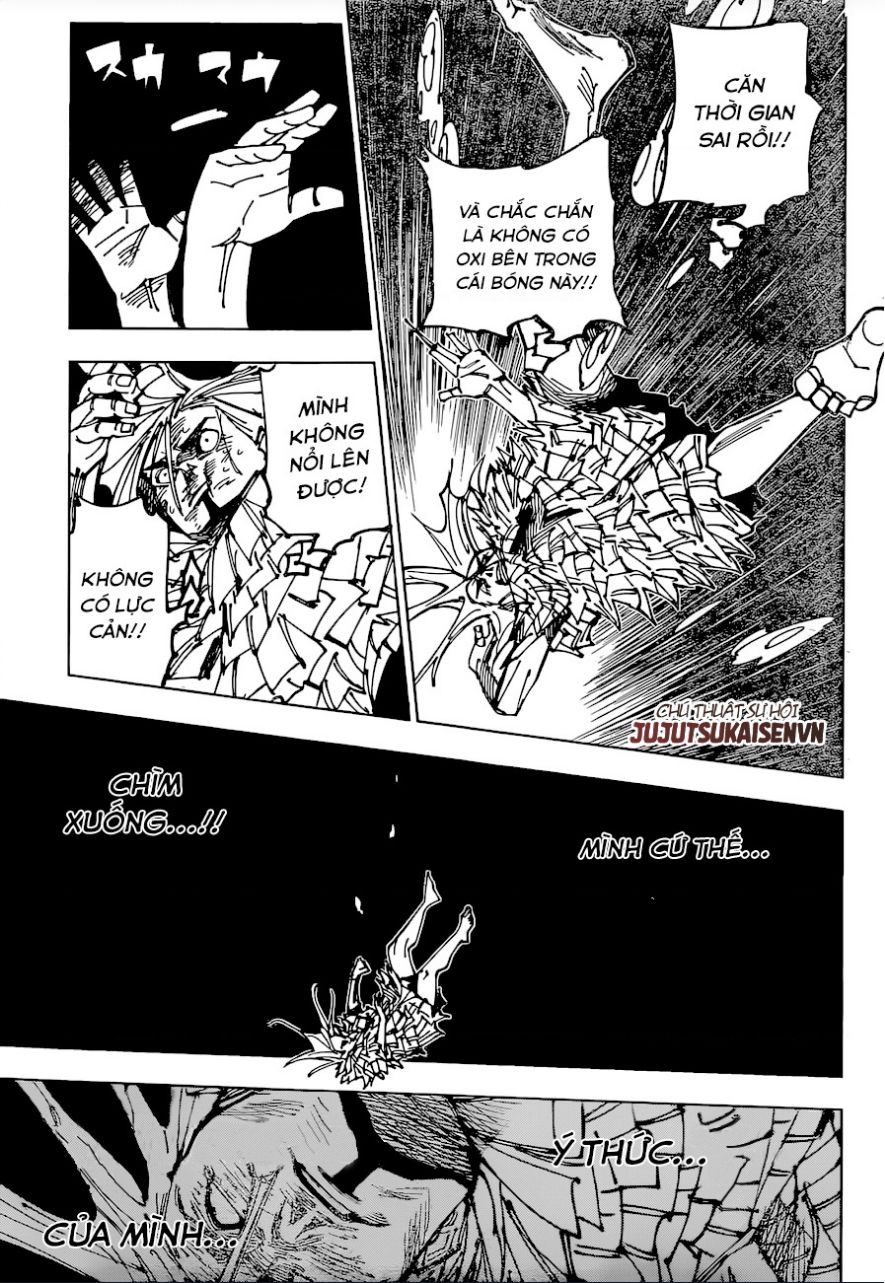 CĂN
THỜI GIAN
SAI RỒI!!
VÀ CHẮC CHẮN
LÀ KHÔNG CÓ
OXI BÊN TRONG
CÁI BÓNG NÀY!!
スカ スカ
MÌNH
KHÔNG
NỔI LÊN
ĐƯỢC!
KHÔNG
CÓ LỰC
CẢN!!
CHÚ THUẬT SƯ HỒI
JUJUTSUKAISENVN
MÌNH CỨ THẾ...
CHÌM
XUỐNG...!!
Ý THỨC...
CỦA MÌNH...